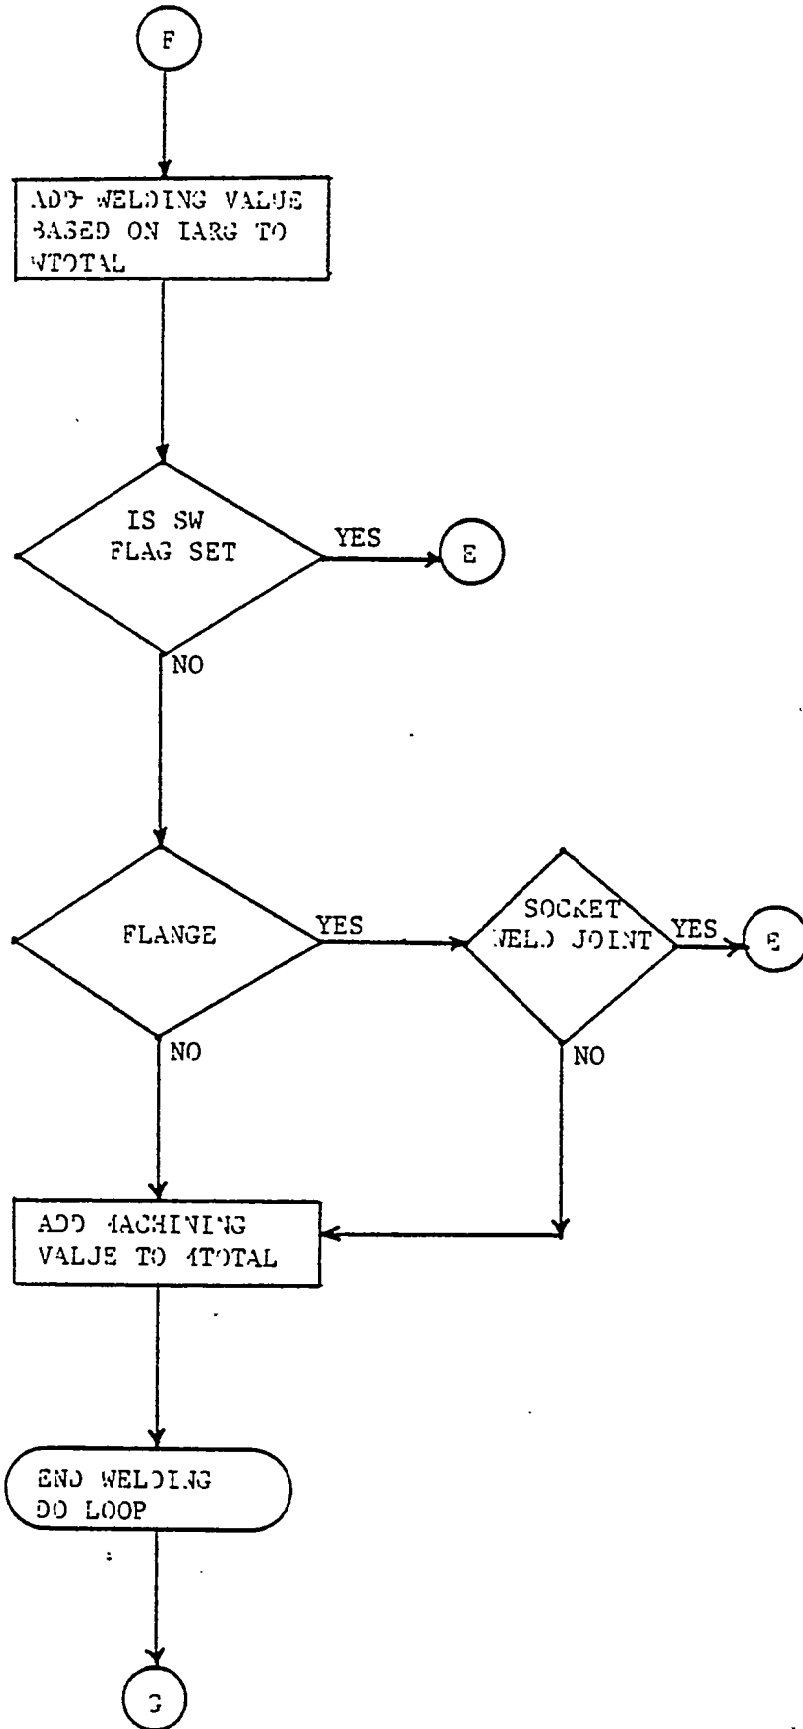 F
ADD WELDING VALUE
BASED ON IARG TO
WTOTAL
IS SW
FLAG SET
YES
E
NO
FLANGE
YES
SOCKET
WELD JOINT
YES
E
NO
NO
ADD MACHINING
VALUE TO MTOTAL
END WELDING
DO LOOP
G